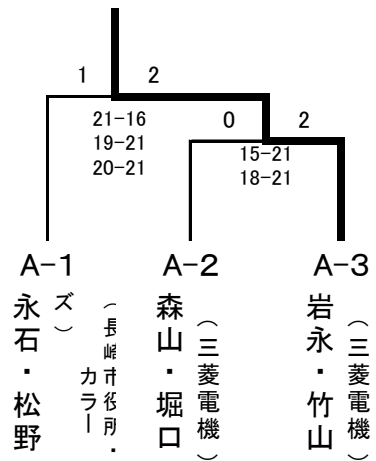 1 2
21-16
19-21
20-21
0 2
15-21
18-21
A-1
A-2
A-3
永石・松野
（長崎市役所・
カラー
ズ）
森山・堀口
（三菱電機）
岩永・竹山
（三菱電機）